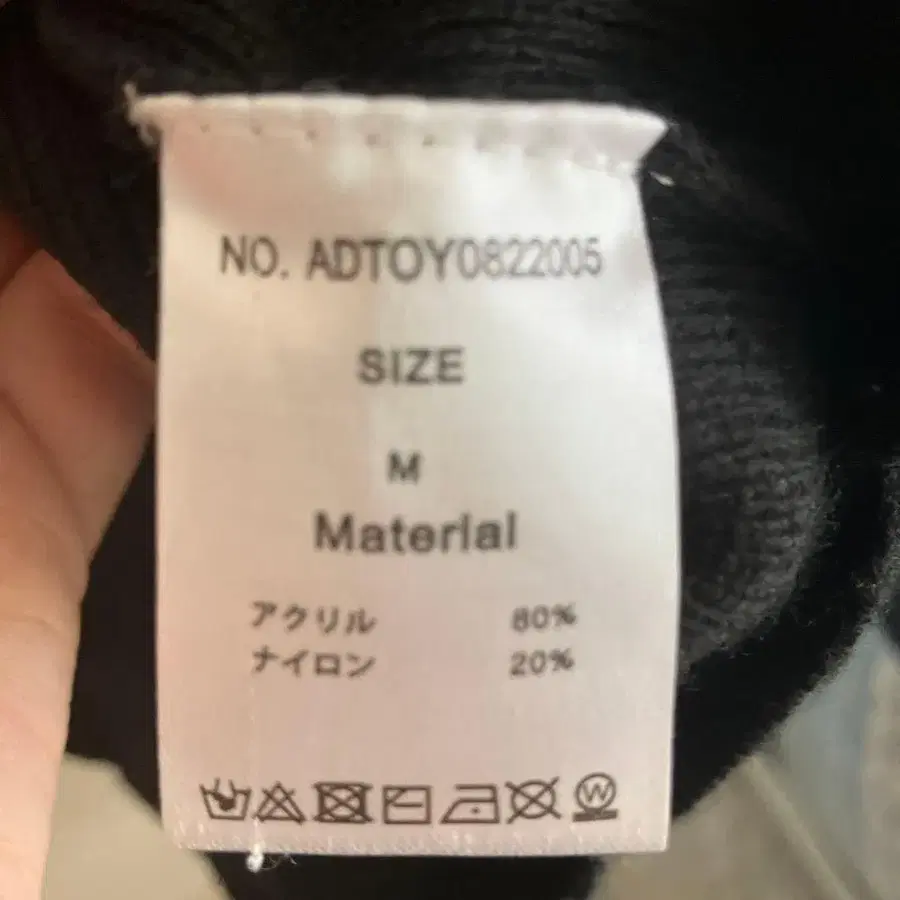 NO. ADTOY0822005
SIZE
M
Material
アクリル 80%
ナイロン 20%
W